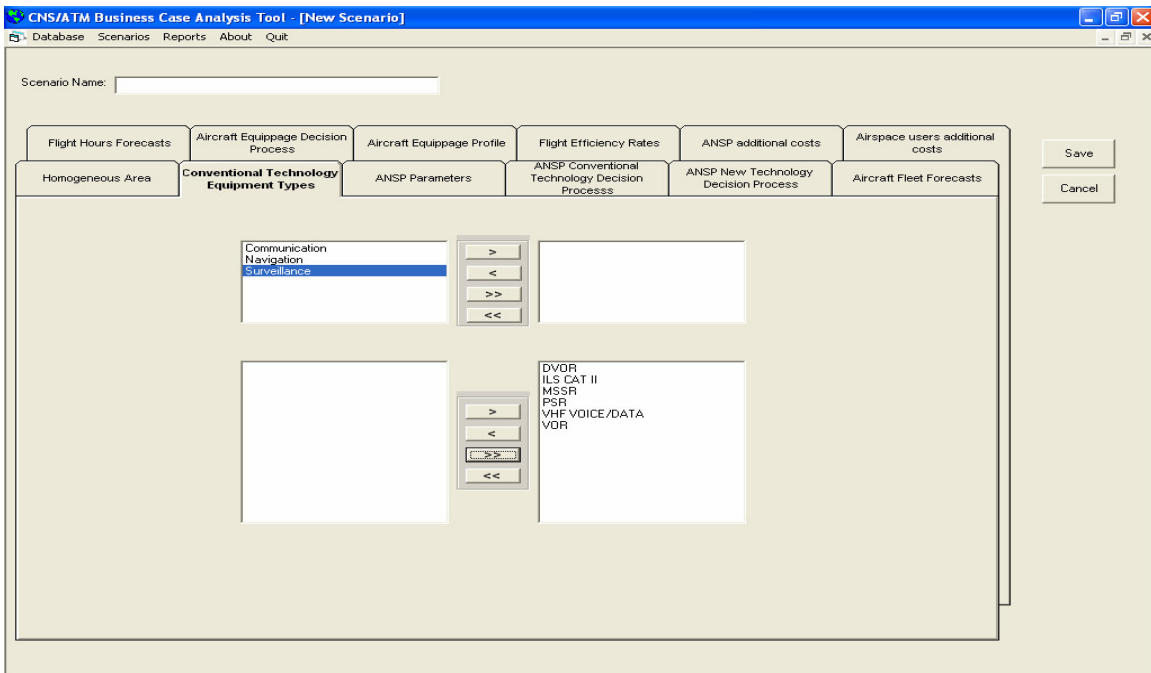 CNS/ATM Business Case Analysis Tool - [New Scenario]
Database Scenarios Reports About Quit
Scenario Name:
Flight Hours Forecasts
Aircraft Equippage Decision
Process
Aircraft Equippage Profile
Flight Efficiency Rates
ANSP additional costs
Airspace users additional
costs
Homogeneous Area
Conventional Technology
Equipment Types
ANSP Parameters
ANSP Conventional
Technology Decision
Processs
ANSP New Technology
Decision Process
Aircraft Fleet Forecasts
Save
Cancel
Communication
Navigation
Surveillance
>
<
>>
<<
>
<
>>
<<
DVOR
ILS CAT II
MSSR
PSR
VHF VOICE/DATA
VOR